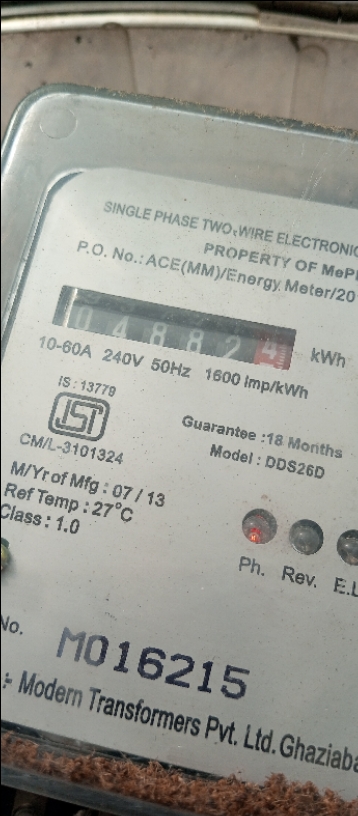 SINGLE PHASE TWO-WIRE ELECTRONIC
PROPERTY OF MePD
P.O. No.: ACE(MM)/Energy Meter/20
048824 kWh
10-60A 240V 50Hz 1600 Imp/kWh
IS : 13779
ISI
CM/L-3101324
Guarantee :18 Months
Model : DDS26D
M/Yr of Mfg : 07 / 13
Ref Temp : 27°C
Class : 1.0
Ph. Rev. E.L
No. M016215
:- Modern Transformers Pvt. Ltd. Ghaziaba